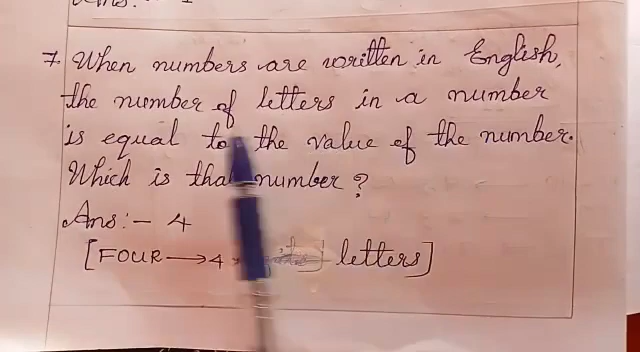 7. When numbers are written in English,
the number of letters in a number
is equal to the value of the number.
Which is that number?
Ans:- 4
[FOUR→4 letters]